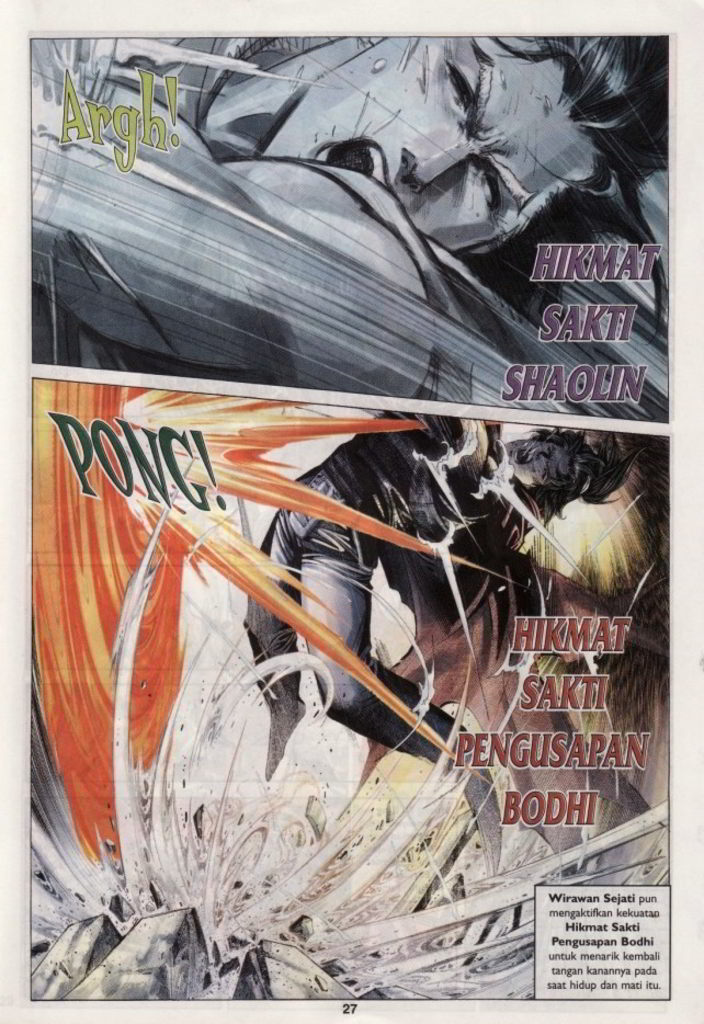 Argh!
HIKMAT
SAKTI
SHAOLIN
PONG!
HIKMAT
SAKTI
PENGUSAPAN
BODHI
Wirawan Sejati pun
mengaktifkan kekuatan
Hikmat Sakti
Pengusapan Bodhi
untuk menarik kembali
tangan kanannya pada
saat hidup dan mati itu.
27